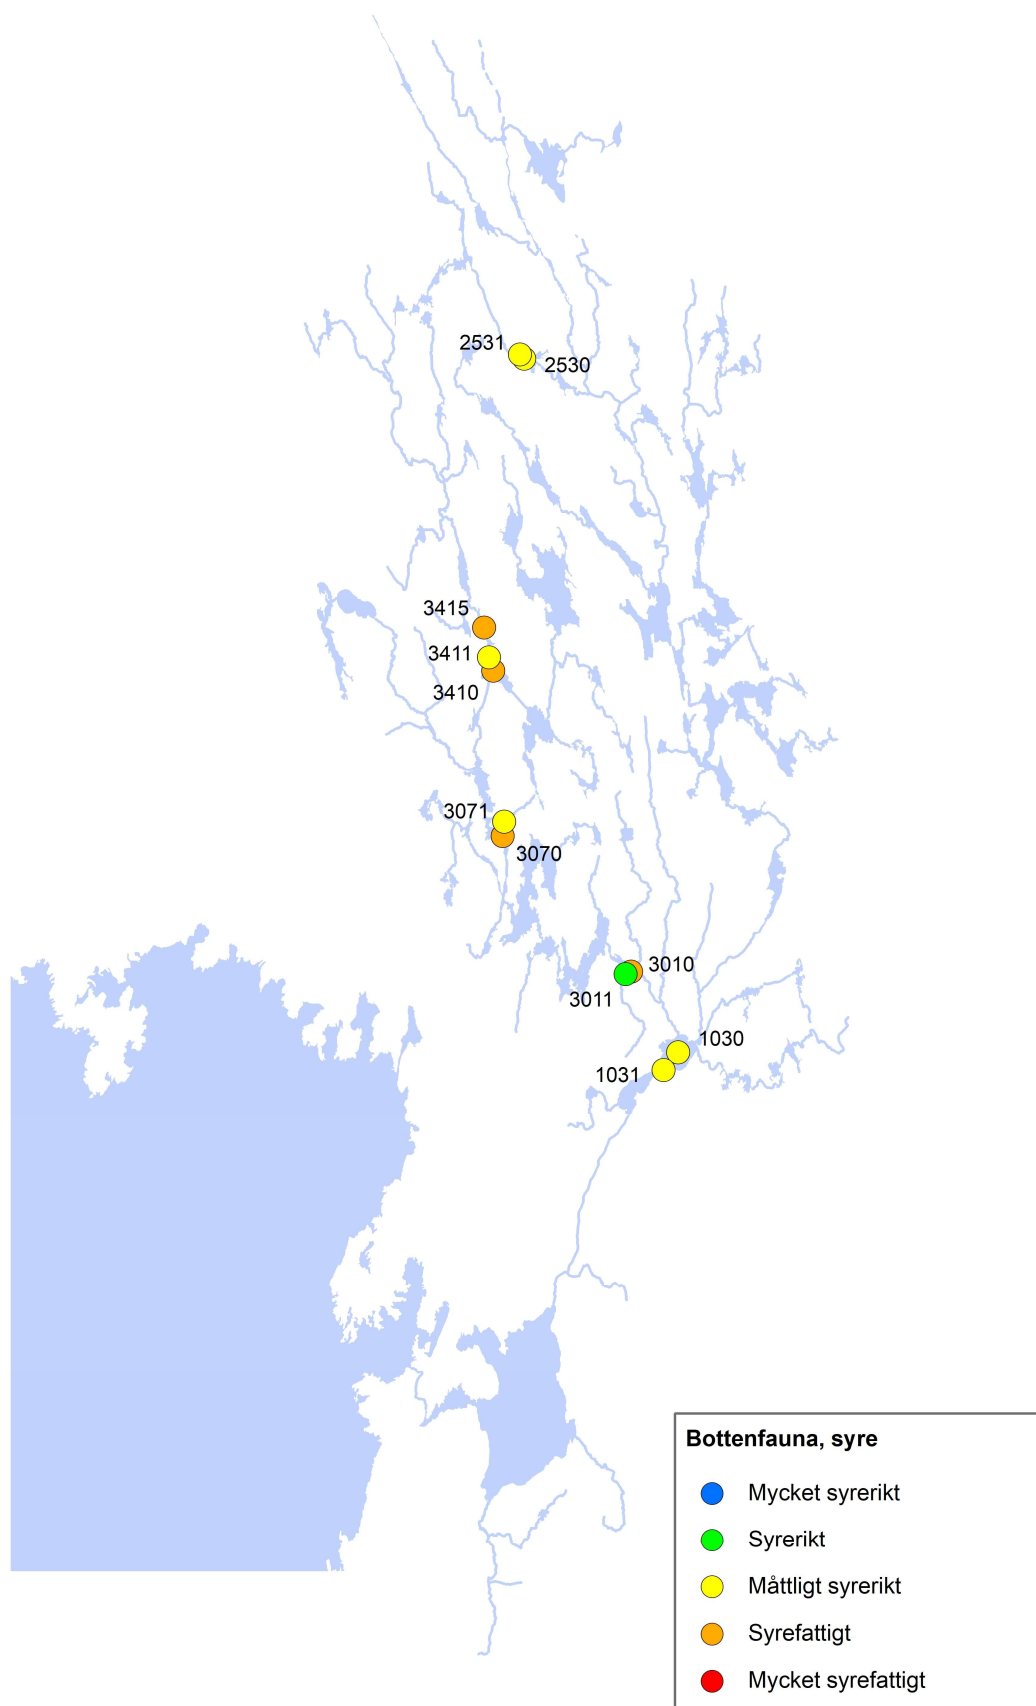 2531
2530
3415
3411
3410
3071
3070
3010
3011
1030
1031
Bottenfauna, syre
Mycket syrerikt
Syrerikt
Måttligt syrerikt
Syrefattigt
Mycket syrefattigt